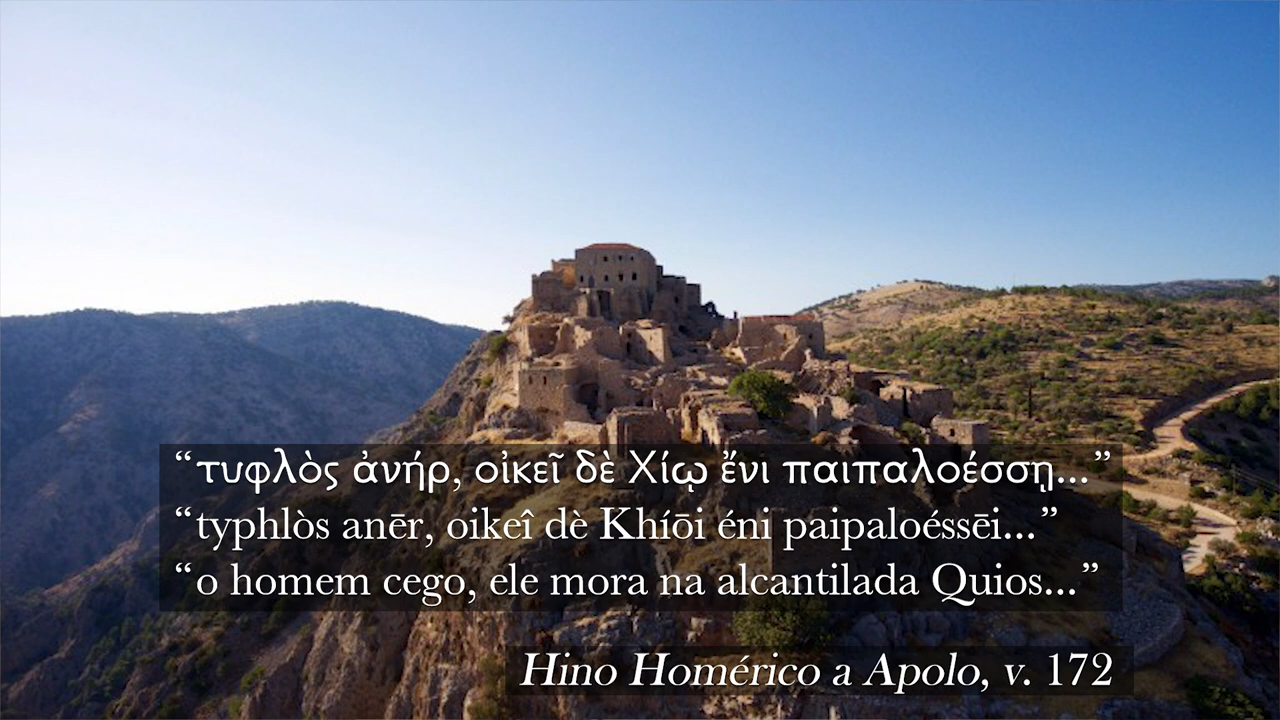 “τυφλὸς ἀνήρ, οἰκεῖ δὲ Χίῳ ἔνι παιπαλοέσσῃ...”
“typhlòs anēr, oikeî dè Khíōi éni paipaloéssēi...”
“o homem cego, ele mora na alcantilada Quios...”
Hino Homérico a Apolo, v. 172